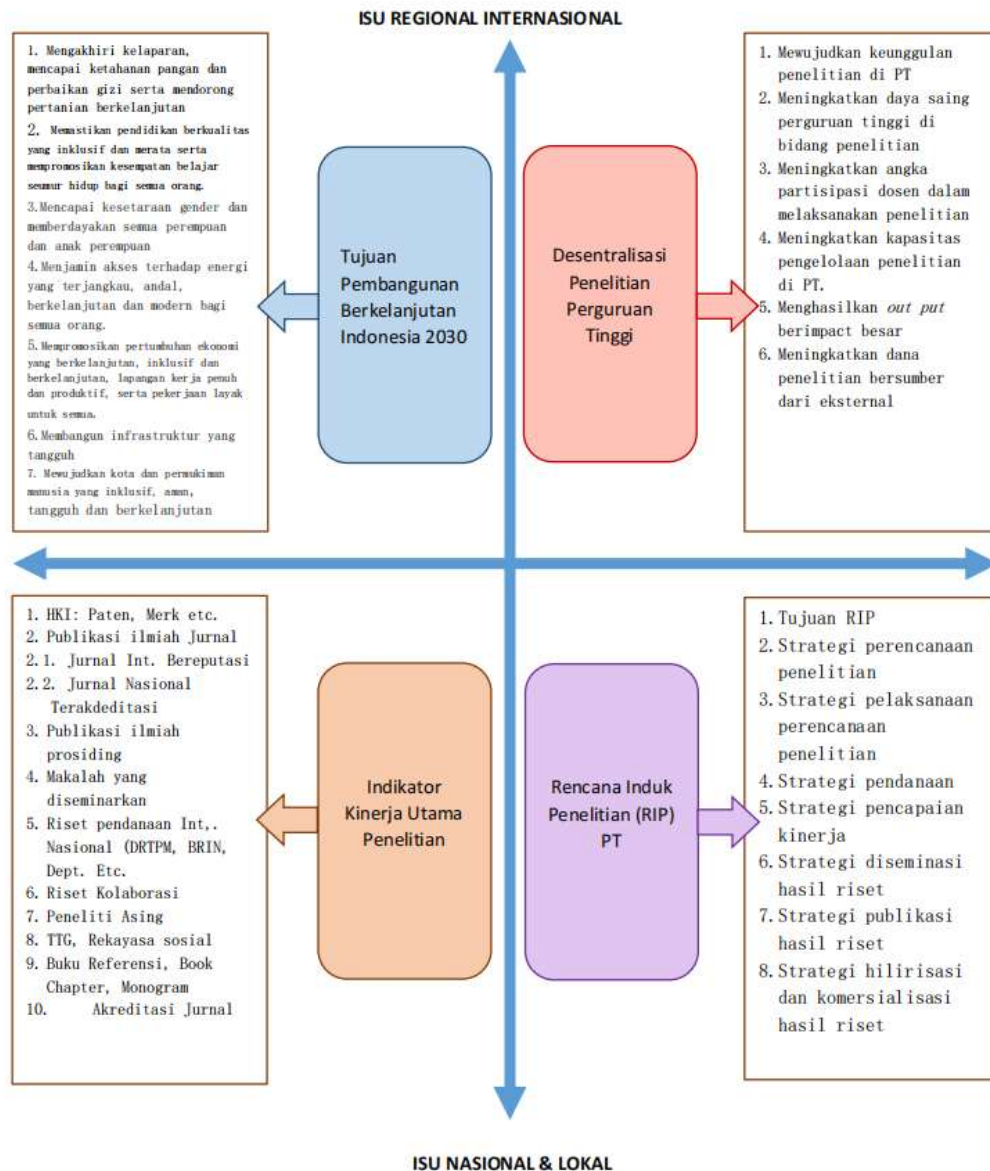 ISU REGIONAL INTERNASIONAL
1. Mengakhiri kelaparan,
mencapai ketahanan pangan dan
perbaikan gizi serta mendorong
pertanian berkelanjutan
2. Memastikan pendidikan berkualitas
yang inklusif dan merata serta
mempromosikan kesempatan belajar
seumur hidup bagi semua orang.
3.Mencapai kesetaraan gender dan
memberdayakan semua perempuan
dan anak perempuan
4.Menjamin akses terhadap energi
yang terjangkau, andal,
berkelanjutan dan modern bagi
semua orang.
5.Mempromosikan pertumbuhan ekonomi
yang berkelanjutan, inklusif dan
berkelanjutan, lapangan kerja penuh
dan produktif, serta pekerjaan layak
untuk semua.
6.Membangun infrastruktur yang
tangguh
7. Mewujudkan kota dan permukiman
manusia yang inklusif, aman,
tangguh dan berkelanjutan
Tujuan
Pembangunan
Berkelanjutan
Indonesia 2030
Desentralisasi
Penelitian
Perguruan
Tinggi
1. Mewujudkan keunggulan
penelitian di PT
2. Meningkatkan daya saing
perguruan tinggi di
bidang penelitian
3. Meningkatkan angka
partisipasi dosen dalam
melaksanakan penelitian
4. Meningkatkan kapasitas
pengelolaan penelitian
di PT.
5. Menghasilkan out put
berimpact besar
6. Meningkatkan dana
penelitian bersumber
dari eksternal
1. HKI: Paten, Merk etc.
2. Publikasi ilmiah Jurnal
2.1. Jurnal Int. Bereputasi
2.2. Jurnal Nasional
Terakdeditasi
3. Publikasi ilmiah
prosiding
4. Makalah yang
diseminarkan
5. Riset pendanaan Int,.
Nasional (DRTPM, BRIN,
Dept. Etc.
6. Riset Kolaborasi
7. Peneliti Asing
8. TTG, Rekayasa sosial
9. Buku Referensi, Book
Chapter, Monogram
10. Akreditasi Jurnal
Indikator
Kinerja Utama
Penelitian
Rencana Induk
Penelitian (RIP)
PT
1. Tujuan RIP
2. Strategi perencanaan
penelitian
3. Strategi pelaksanaan
perencanaan
penelitian
4. Strategi pendanaan
5. Strategi pencapaian
kinerja
6. Strategi diseminasi
hasil riset
7. Strategi publikasi
hasil riset
8. Strategi hilirisasi
dan komersialisasi
hasil riset
ISU NASIONAL & LOKAL